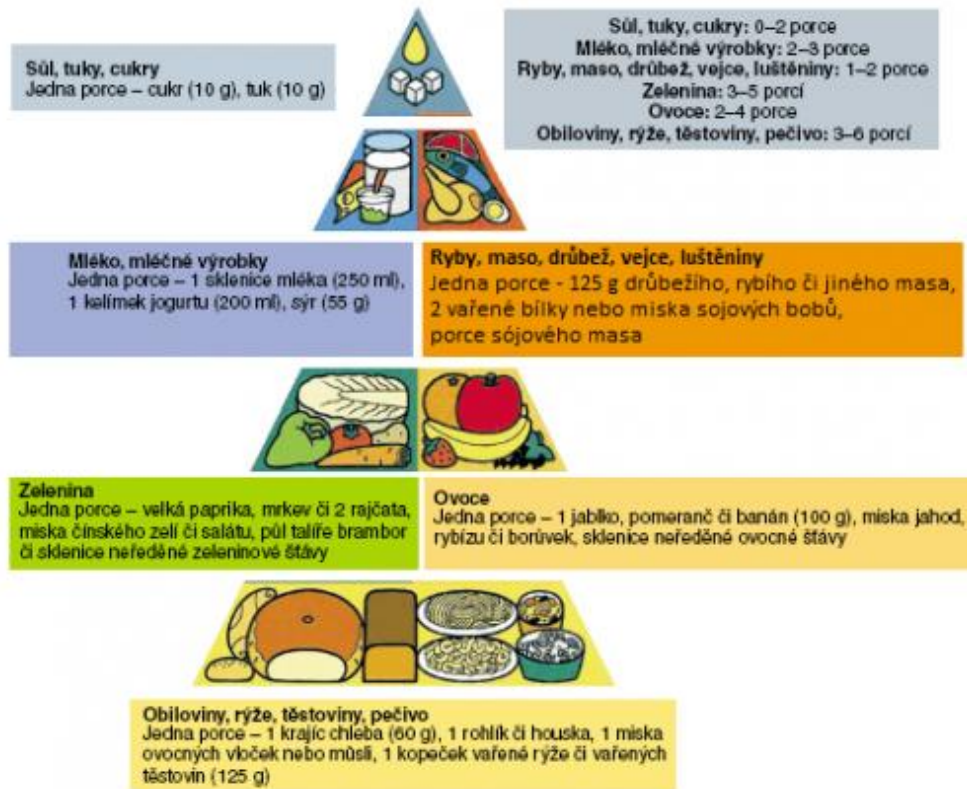 Sůl, tuky, cukry: 0–2 porce
Mléko, mléčné výrobky: 2–3 porce
Ryby, maso, drůbež, vejce, luštěniny: 1–2 porce
Zelenina: 3–5 porcí
Ovoce: 2–4 porce
Obiloviny, rýže, těstoviny, pečivo: 3–6 porcí
Sůl, tuky, cukry
Jedna porce – cukr (10 g), tuk (10 g)
Mléko, mléčné výrobky
Jedna porce – 1 sklenice mléka (250 ml),
1 kelímek jogurtu (200 ml), sýr (55 g)
Ryby, maso, drůbež, vejce, luštěniny
Jedna porce - 125 g drůbežího, rybího či jiného masa,
2 vařené bílky nebo miska sojových bobů,
porce sójového masa
Zelenina
Jedna porce – velká paprika, mrkev či 2 rajčata,
miska čínského zelí či salátu, půl talíře brambor
či sklenice neředěné zeleninové šťávy
Ovoce
Jedna porce – 1 jablko, pomeranč či banán (100 g), miska jahod,
rybízu či borůvek, sklenice neředěné ovocné šťávy
Obiloviny, rýže, těstoviny, pečivo
Jedna porce – 1 krajíc chleba (60 g), 1 rohlík či houska, 1 miska
ovocných vloček nebo műsli, 1 kopeček vařené rýže či vařených
těstovin (125 g)